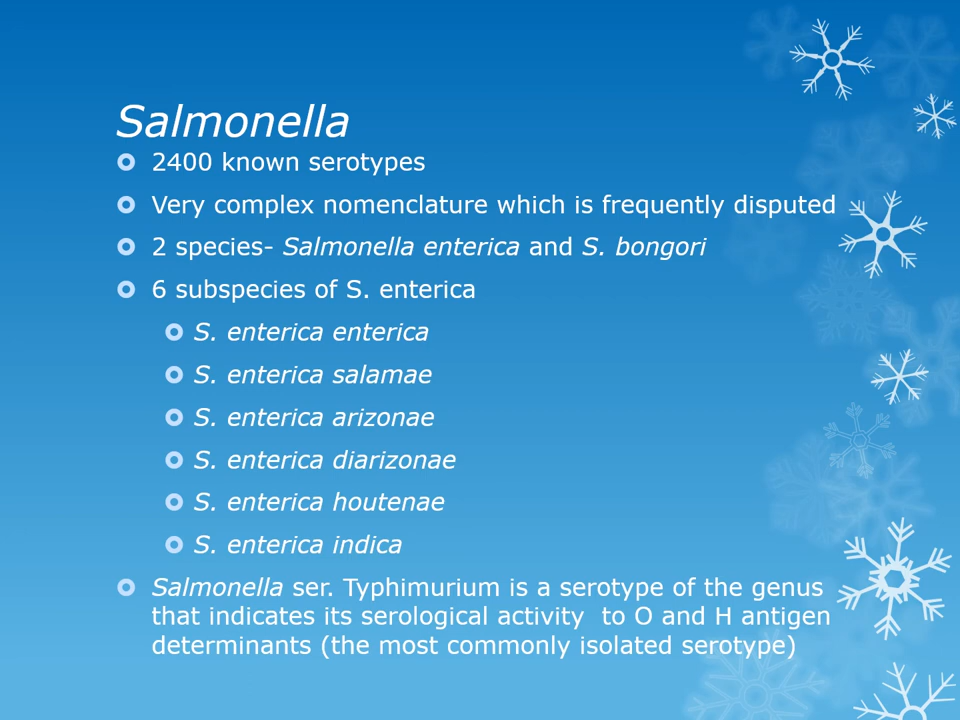 Salmonella
2400 known serotypes
Very complex nomenclature which is frequently disputed
2 species- Salmonella enterica and S. bongori
6 subspecies of S. enterica
S. enterica enterica
S. enterica salamae
S. enterica arizonae
S. enterica diarizonae
S. enterica houtenae
S. enterica indica
Salmonella ser. Typhimurium is a serotype of the genus
that indicates its serological activity  to O and H antigen
determinants (the most commonly isolated serotype)